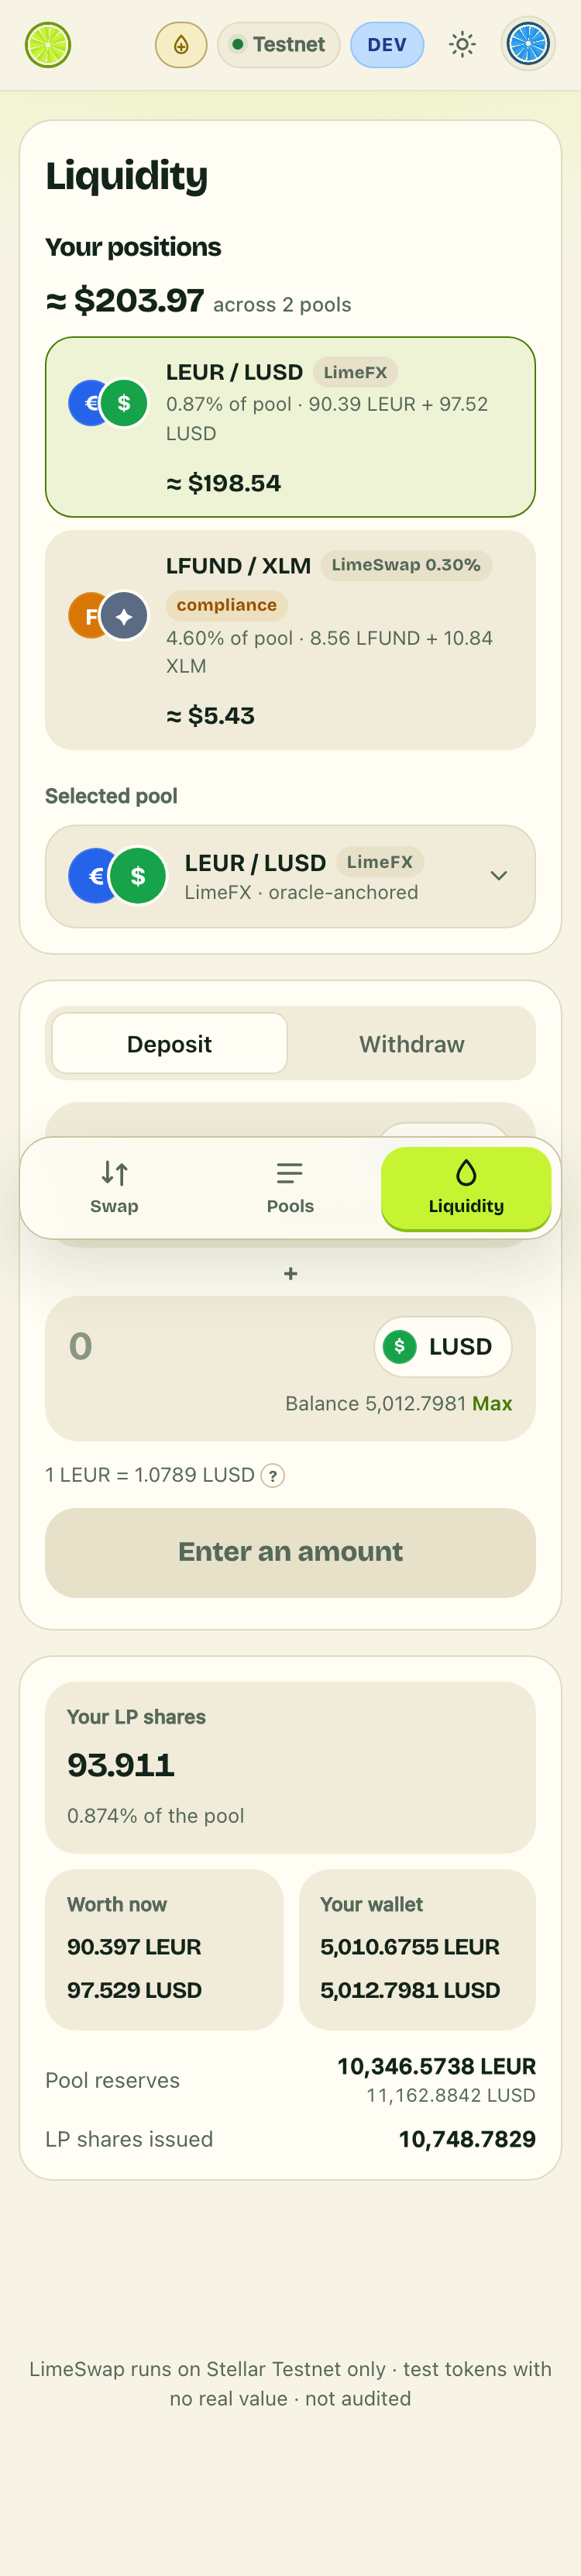 Testnet
DEV
Liquidity
Your positions
≈ $203.97 across 2 pools
€ $
LEUR / LUSD LimeFX
0.87% of pool · 90.39 LEUR + 97.52
LUSD
≈ $198.54
LFUND / XLM LimeSwap 0.30%
F
compliance
4.60% of pool · 8.56 LFUND + 10.84
XLM
≈ $5.43
Selected pool
€ $
LEUR / LUSD LimeFX
LimeFX · oracle-anchored
Deposit Withdraw
Swap Pools Liquidity
+
0 $ LUSD
Balance 5,012.7981 Max
1 LEUR = 1.0789 LUSD ?
Enter an amount
Your LP shares
93.911
0.874% of the pool
Worth now
90.397 LEUR
97.529 LUSD
Your wallet
5,010.6755 LEUR
5,012.7981 LUSD
Pool reserves 10,346.5738 LEUR
11,162.8842 LUSD
LP shares issued 10,748.7829
LimeSwap runs on Stellar Testnet only · test tokens with
no real value · not audited